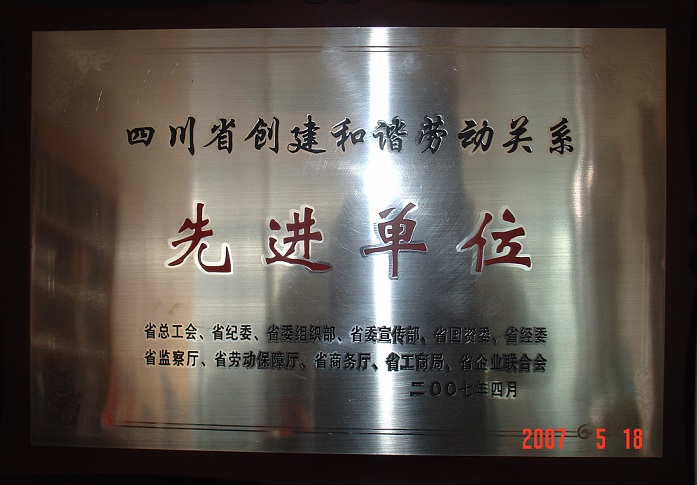 四川省创建和谐劳动关系
先进单位
省总工会、省纪委、省委组织部、省委宣传部、省国资委、省经委
省监察厅、省劳动保障厅、省商务厅、省工商局、省企业联合会
二〇〇七年四月
2007 5 18